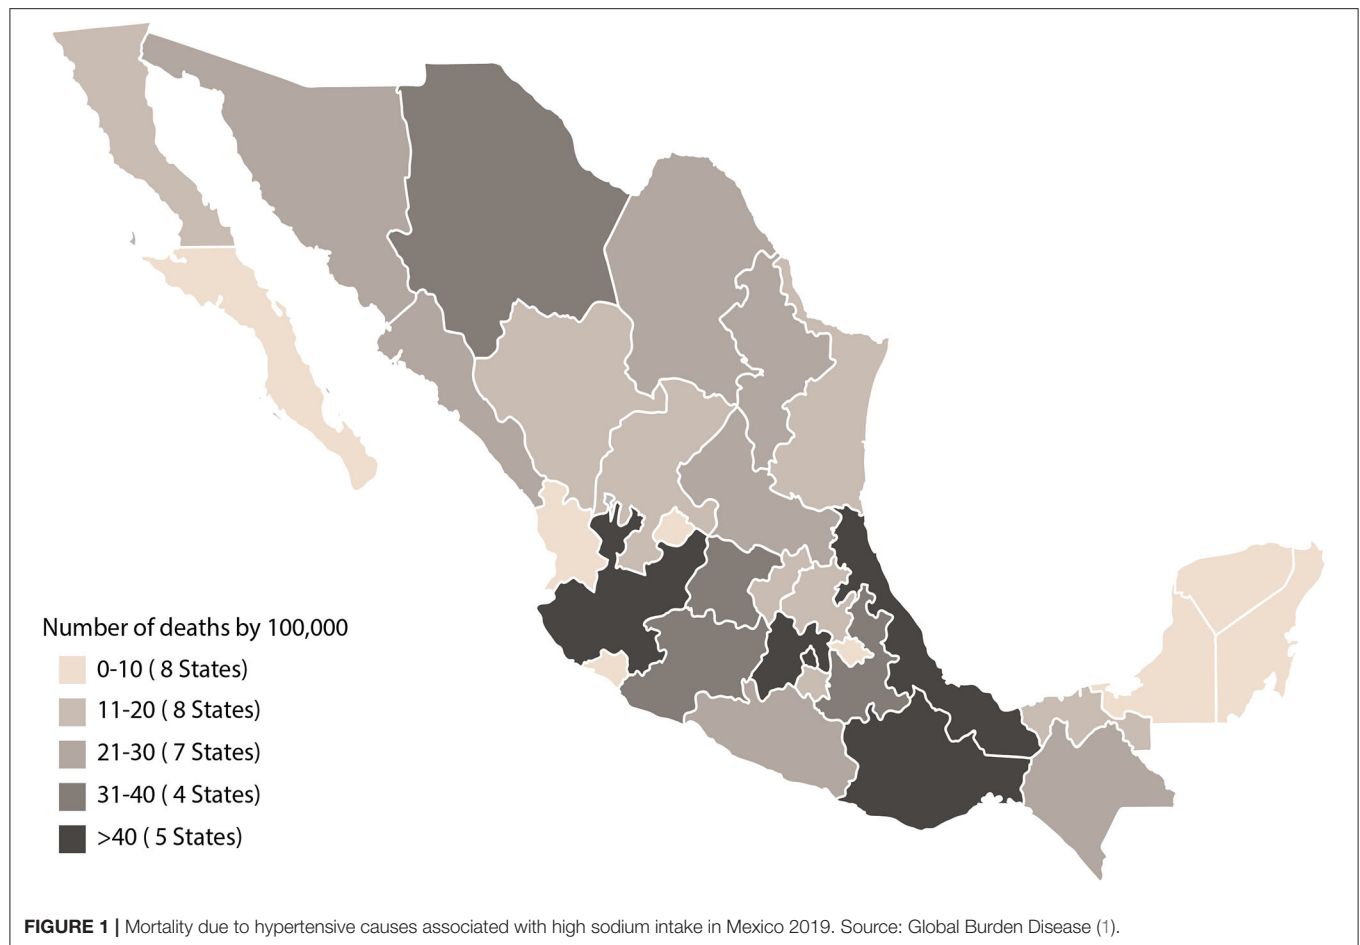 Number of deaths by 100,000
0-10 ( 8 States)
11-20 ( 8 States)
21-30 ( 7 States)
31-40 ( 4 States)
>40 ( 5 States)
FIGURE 1 | Mortality due to hypertensive causes associated with high sodium intake in Mexico 2019. Source: Global Burden Disease (1).